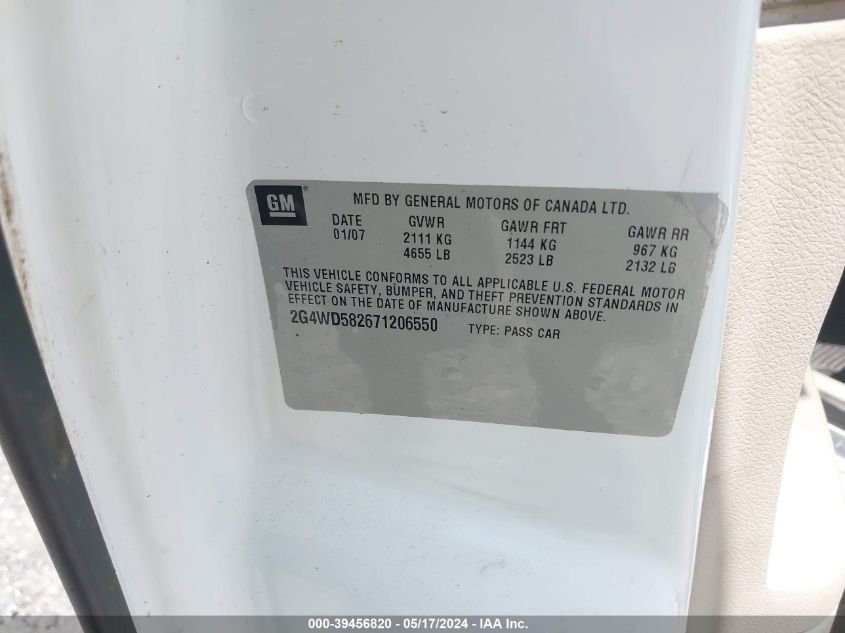 GM
MFD BY GENERAL MOTORS OF CANADA LTD.
DATE GVWR GAWR FRT GAWR RR
01/07 2111 KG 1144 KG 967 KG
4655 LB 2523 LB 2132 LB
THIS VEHICLE CONFORMS TO ALL APPLICABLE U.S. FEDERAL MOTOR
VEHICLE SAFETY, BUMPER, AND THEFT PREVENTION STANDARDS IN
EFFECT ON THE DATE OF MANUFACTURE SHOWN ABOVE.
2G4WD582671206550 TYPE: PASS CAR
000-39456820 - 05/17/2024 - IAA Inc.